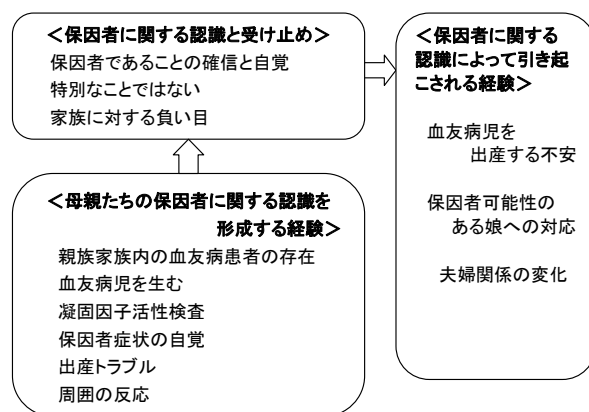 ＜保因者に関する認識と受け止め＞
保因者であることの確信と自覚
特別なことではない
家族に対する負い目
＜母親たちの保因者に関する認識を
形成する経験＞
親族家族内の血友病患者の存在
血友病児を生む
凝固因子活性検査
保因者症状の自覚
出産トラブル
周囲の反応
＜保因者に関する
認識によって引き起
こされる経験＞
血友病児を
出産する不安
保因者可能性の
ある娘への対応
夫婦関係の変化